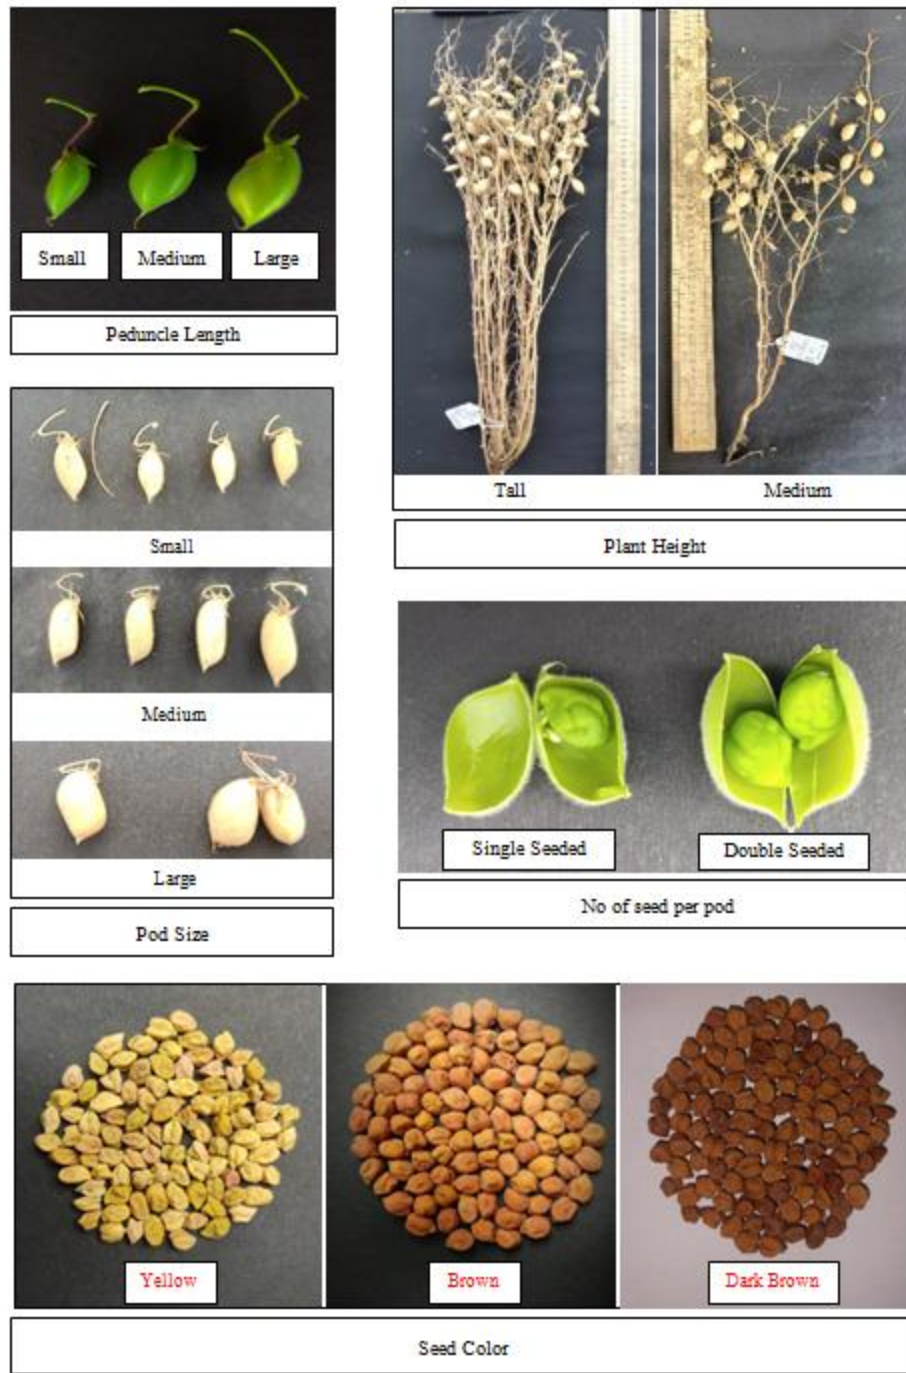 Small
Medium
Large
Peduncle Length
Tall
Medium
Plant Height
Small
Medium
Large
Pod Size
Single Seeded
Double Seeded
No of seed per pod
Yellow
Brown
Dark Brown
Seed Color